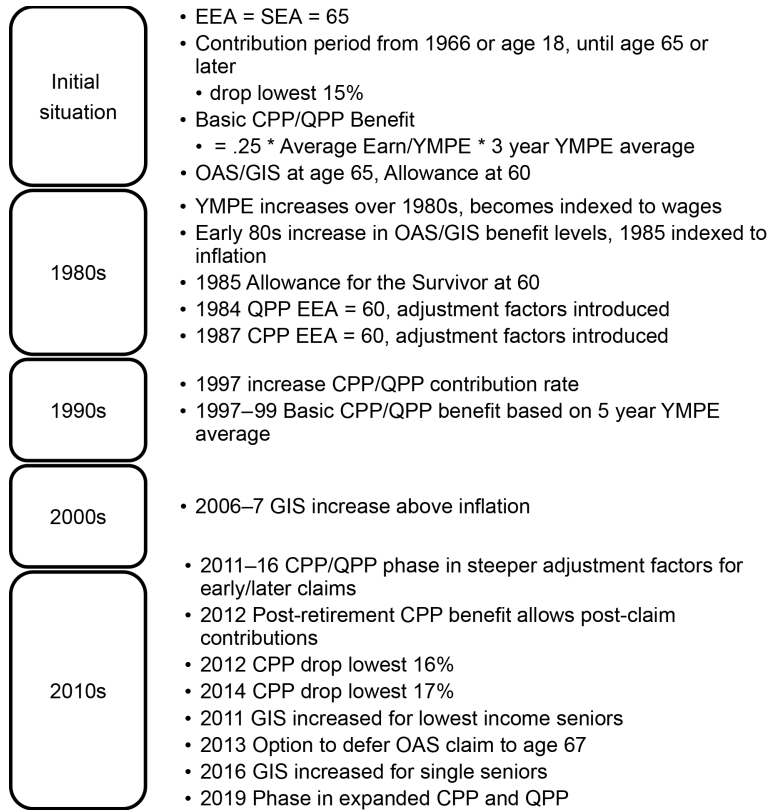 Initial
situation
• EEA = SEA = 65
• Contribution period from 1966 or age 18, until age 65 or
later
• drop lowest 15%
• Basic CPP/QPP Benefit
• = .25 * Average Earn/YMPE * 3 year YMPE average
• OAS/GIS at age 65, Allowance at 60
1980s
• YMPE increases over 1980s, becomes indexed to wages
• Early 80s increase in OAS/GIS benefit levels, 1985 indexed to
inflation
• 1985 Allowance for the Survivor at 60
• 1984 QPP EEA = 60, adjustment factors introduced
• 1987 CPP EEA = 60, adjustment factors introduced
1990s
• 1997 increase CPP/QPP contribution rate
• 1997–99 Basic CPP/QPP benefit based on 5 year YMPE
average
2000s
• 2006–7 GIS increase above inflation
2010s
• 2011–16 CPP/QPP phase in steeper adjustment factors for
early/later claims
• 2012 Post-retirement CPP benefit allows post-claim
contributions
• 2012 CPP drop lowest 16%
• 2014 CPP drop lowest 17%
• 2011 GIS increased for lowest income seniors
• 2013 Option to defer OAS claim to age 67
• 2016 GIS increased for single seniors
• 2019 Phase in expanded CPP and QPP